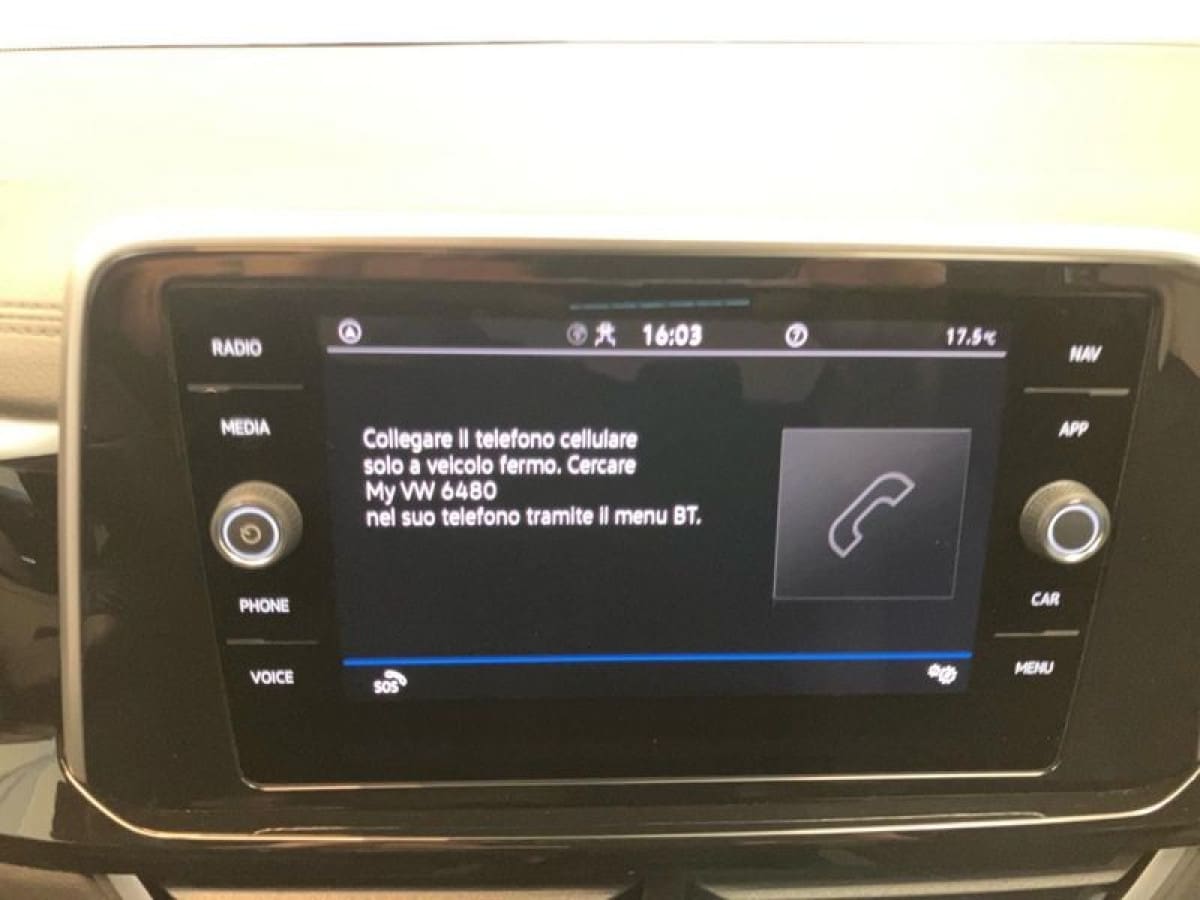 16:03
17.5°C
RADIO
NAV
MEDIA
APP
Collegare il telefono cellulare
solo a veicolo fermo. Cercare
My VW 6480
nel suo telefono tramite il menu BT.
PHONE
CAR
VOICE
SOS
MENU